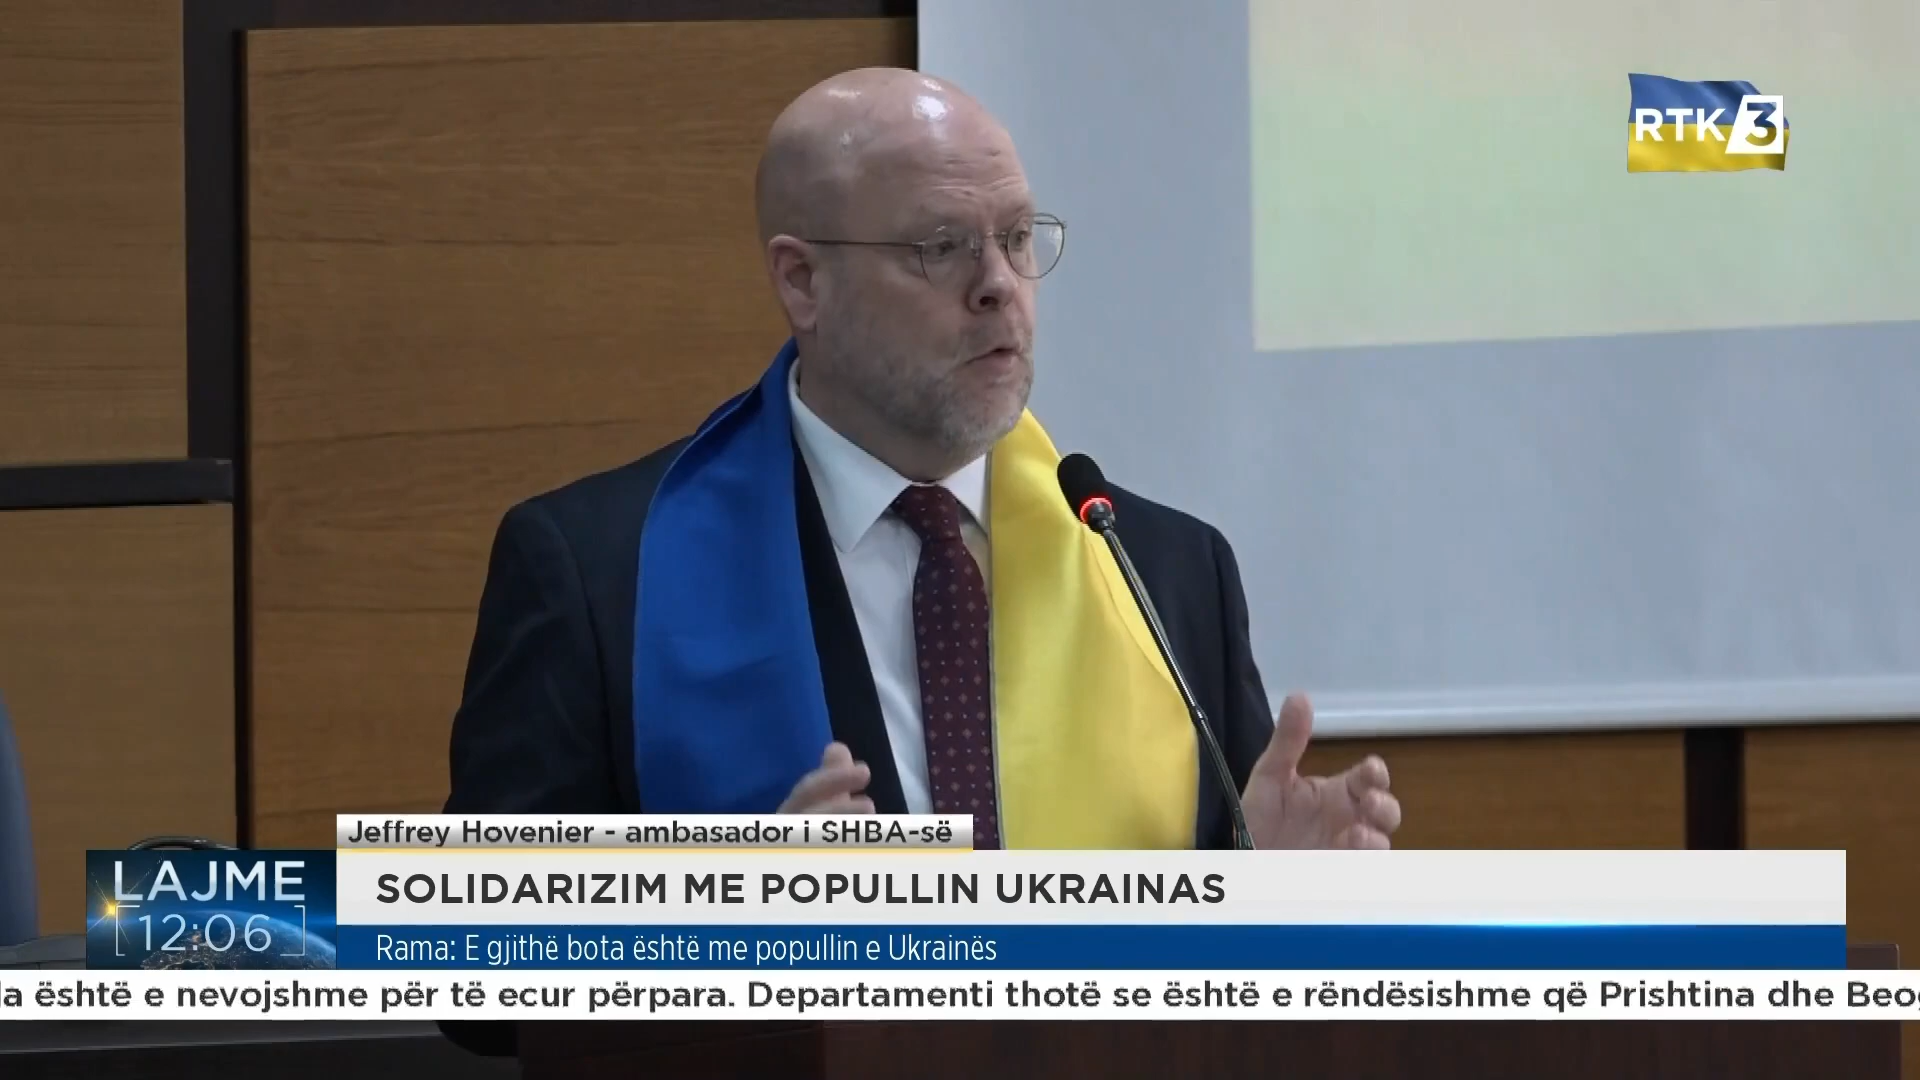 RTK 3
Jeffrey Hovenier - ambasador i SHBA-së
LAJME
12:06
SOLIDARIZIM ME POPULLIN UKRAINAS
Rama: E gjithë bota është me popullin e Ukrainës
është e nevojshme për të ecur përpara. Departamenti thotë se është e rëndësishme që Prishtina dhe